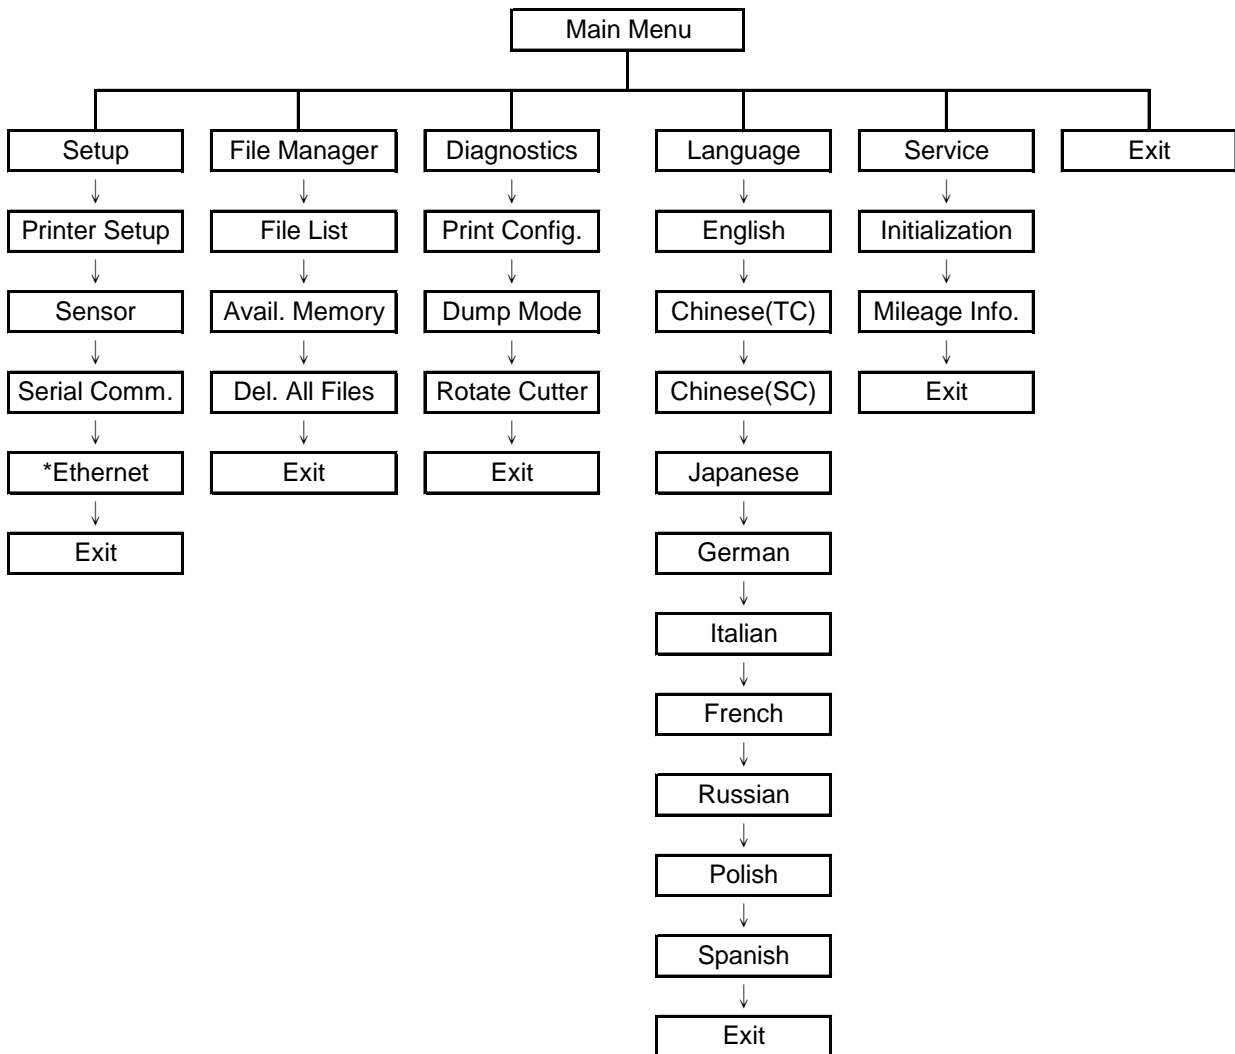 Main Menu
Setup
File Manager
Diagnostics
Language
Service
Exit
Printer Setup
File List
Print Config.
English
Initialization
Sensor
Avail. Memory
Dump Mode
Chinese(TC)
Mileage Info.
Serial Comm.
Del. All Files
Rotate Cutter
Chinese(SC)
Exit
*Ethernet
Exit
Exit
Japanese
Exit
German
Italian
French
Russian
Polish
Spanish
Exit